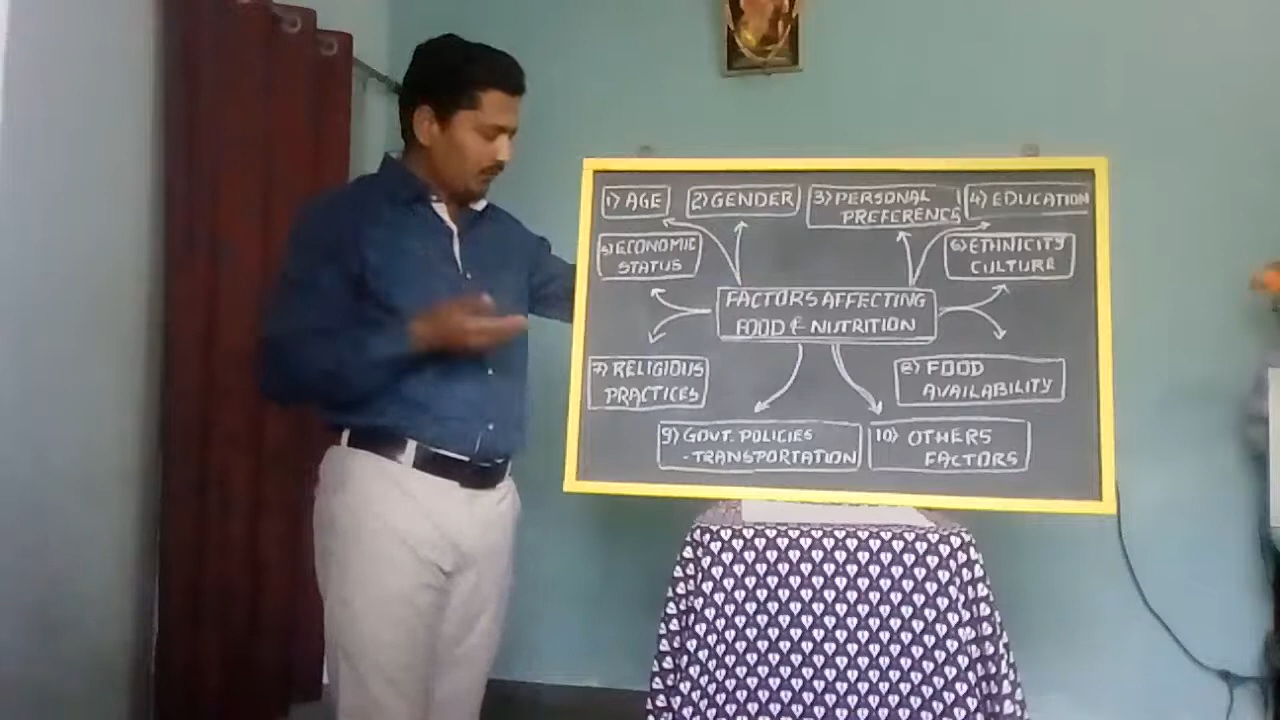 1) AGE
2) GENDER
3) PERSONAL
PREFERENCE
4) EDUCATION
5) ECONOMIC
STATUS
6) ETHNICITY
CULTURE
FACTORS AFFECTING
FOOD & NUTRITION
7) RELIGIOUS
PRACTICES
8) FOOD
AVAILABILITY
9) GOVT. POLICIES
-TRANSPORTATION
10) OTHERS
FACTORS